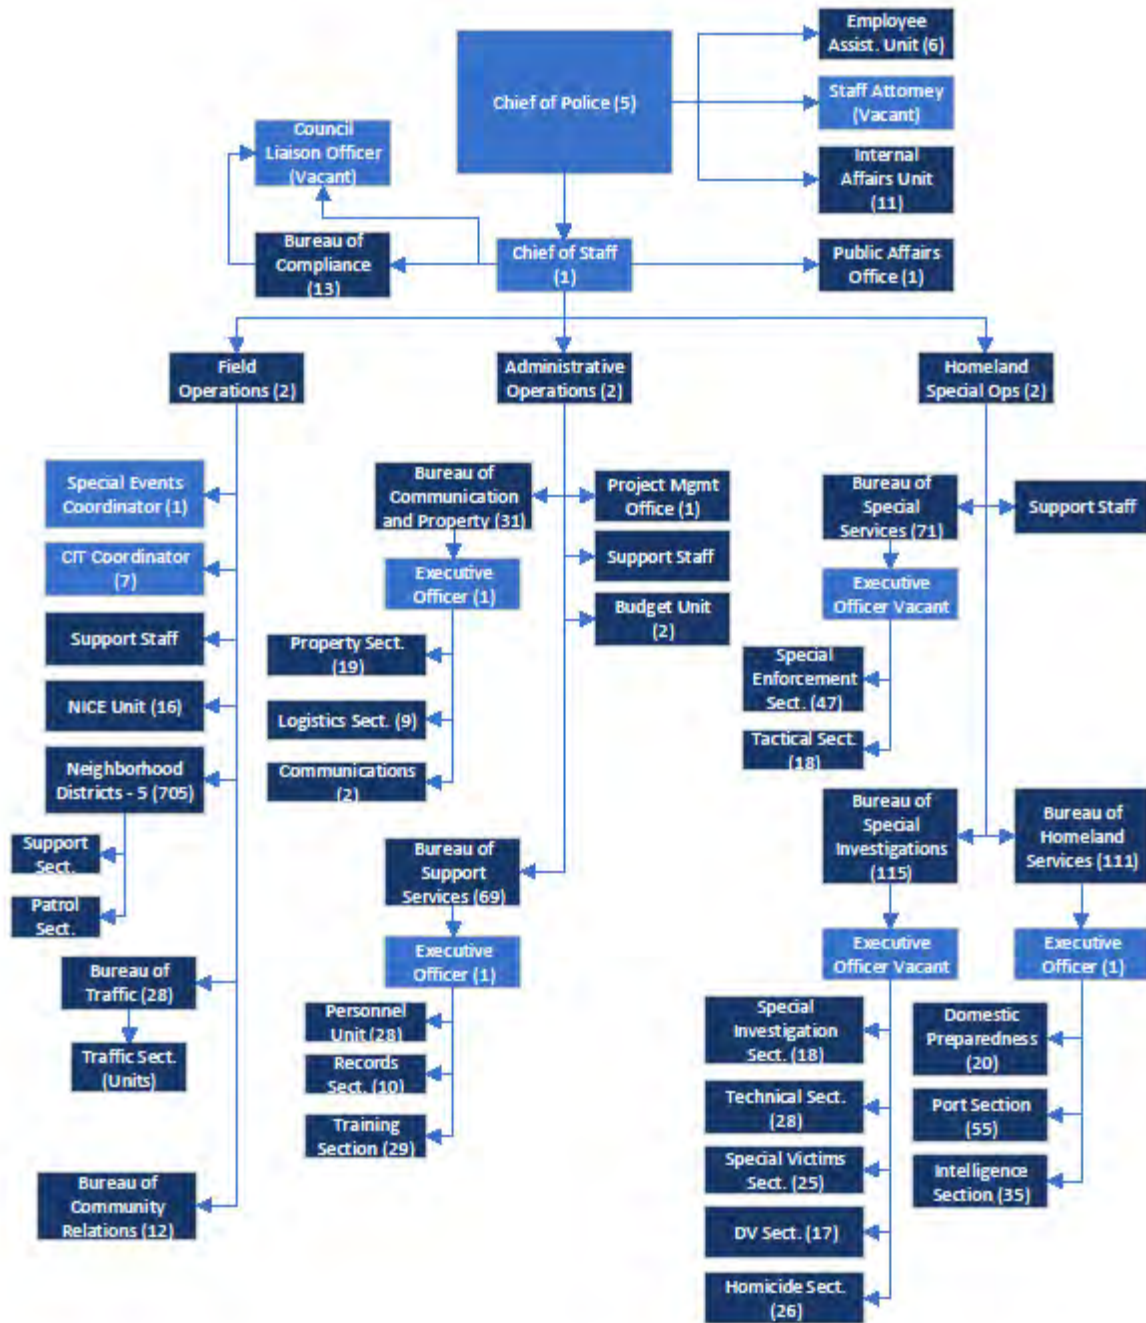 Employee
Assist. Unit (6)
Chief of Police (5)
Staff Attorney
(Vacant)
Council
Liaison Officer
(Vacant)
Internal
Affairs Unit
(11)
Bureau of
Compliance
(13)
Chief of Staff
(1)
Public Affairs
Office (1)
Field
Operations (2)
Administrative
Operations (2)
Homeland
Special Ops (2)
Special Events
Coordinator (1)
CIT Coordinator
(7)
Support Staff
NICE Unit (16)
Neighborhood
Districts - 5 (705)
Support
Sect.
Patrol
Sect.
Bureau of
Traffic (28)
Traffic Sect.
(Units)
Bureau of
Community
Relations (12)
Bureau of
Communication
and Property (31)
Project Mgmt
Office (1)
Executive
Officer (1)
Support Staff
Budget Unit
(2)
Property Sect.
(19)
Logistics Sect. (9)
Communications
(2)
Bureau of
Support
Services (69)
Executive
Officer (1)
Personnel
Unit (28)
Records
Sect. (10)
Training
Section (29)
Bureau of
Special
Services (71)
Support Staff
Executive
Officer Vacant
Special
Enforcement
Sect. (47)
Tactical Sect.
(18)
Bureau of
Special
Investigations
(115)
Bureau of
Homeland
Services (111)
Executive
Officer Vacant
Executive
Officer (1)
Special
Investigation
Sect. (18)
Technical Sect.
(28)
Special Victims
Sect. (25)
DV Sect. (17)
Homicide Sect.
(26)
Domestic
Preparedness
(20)
Port Section
(55)
Intelligence
Section (35)